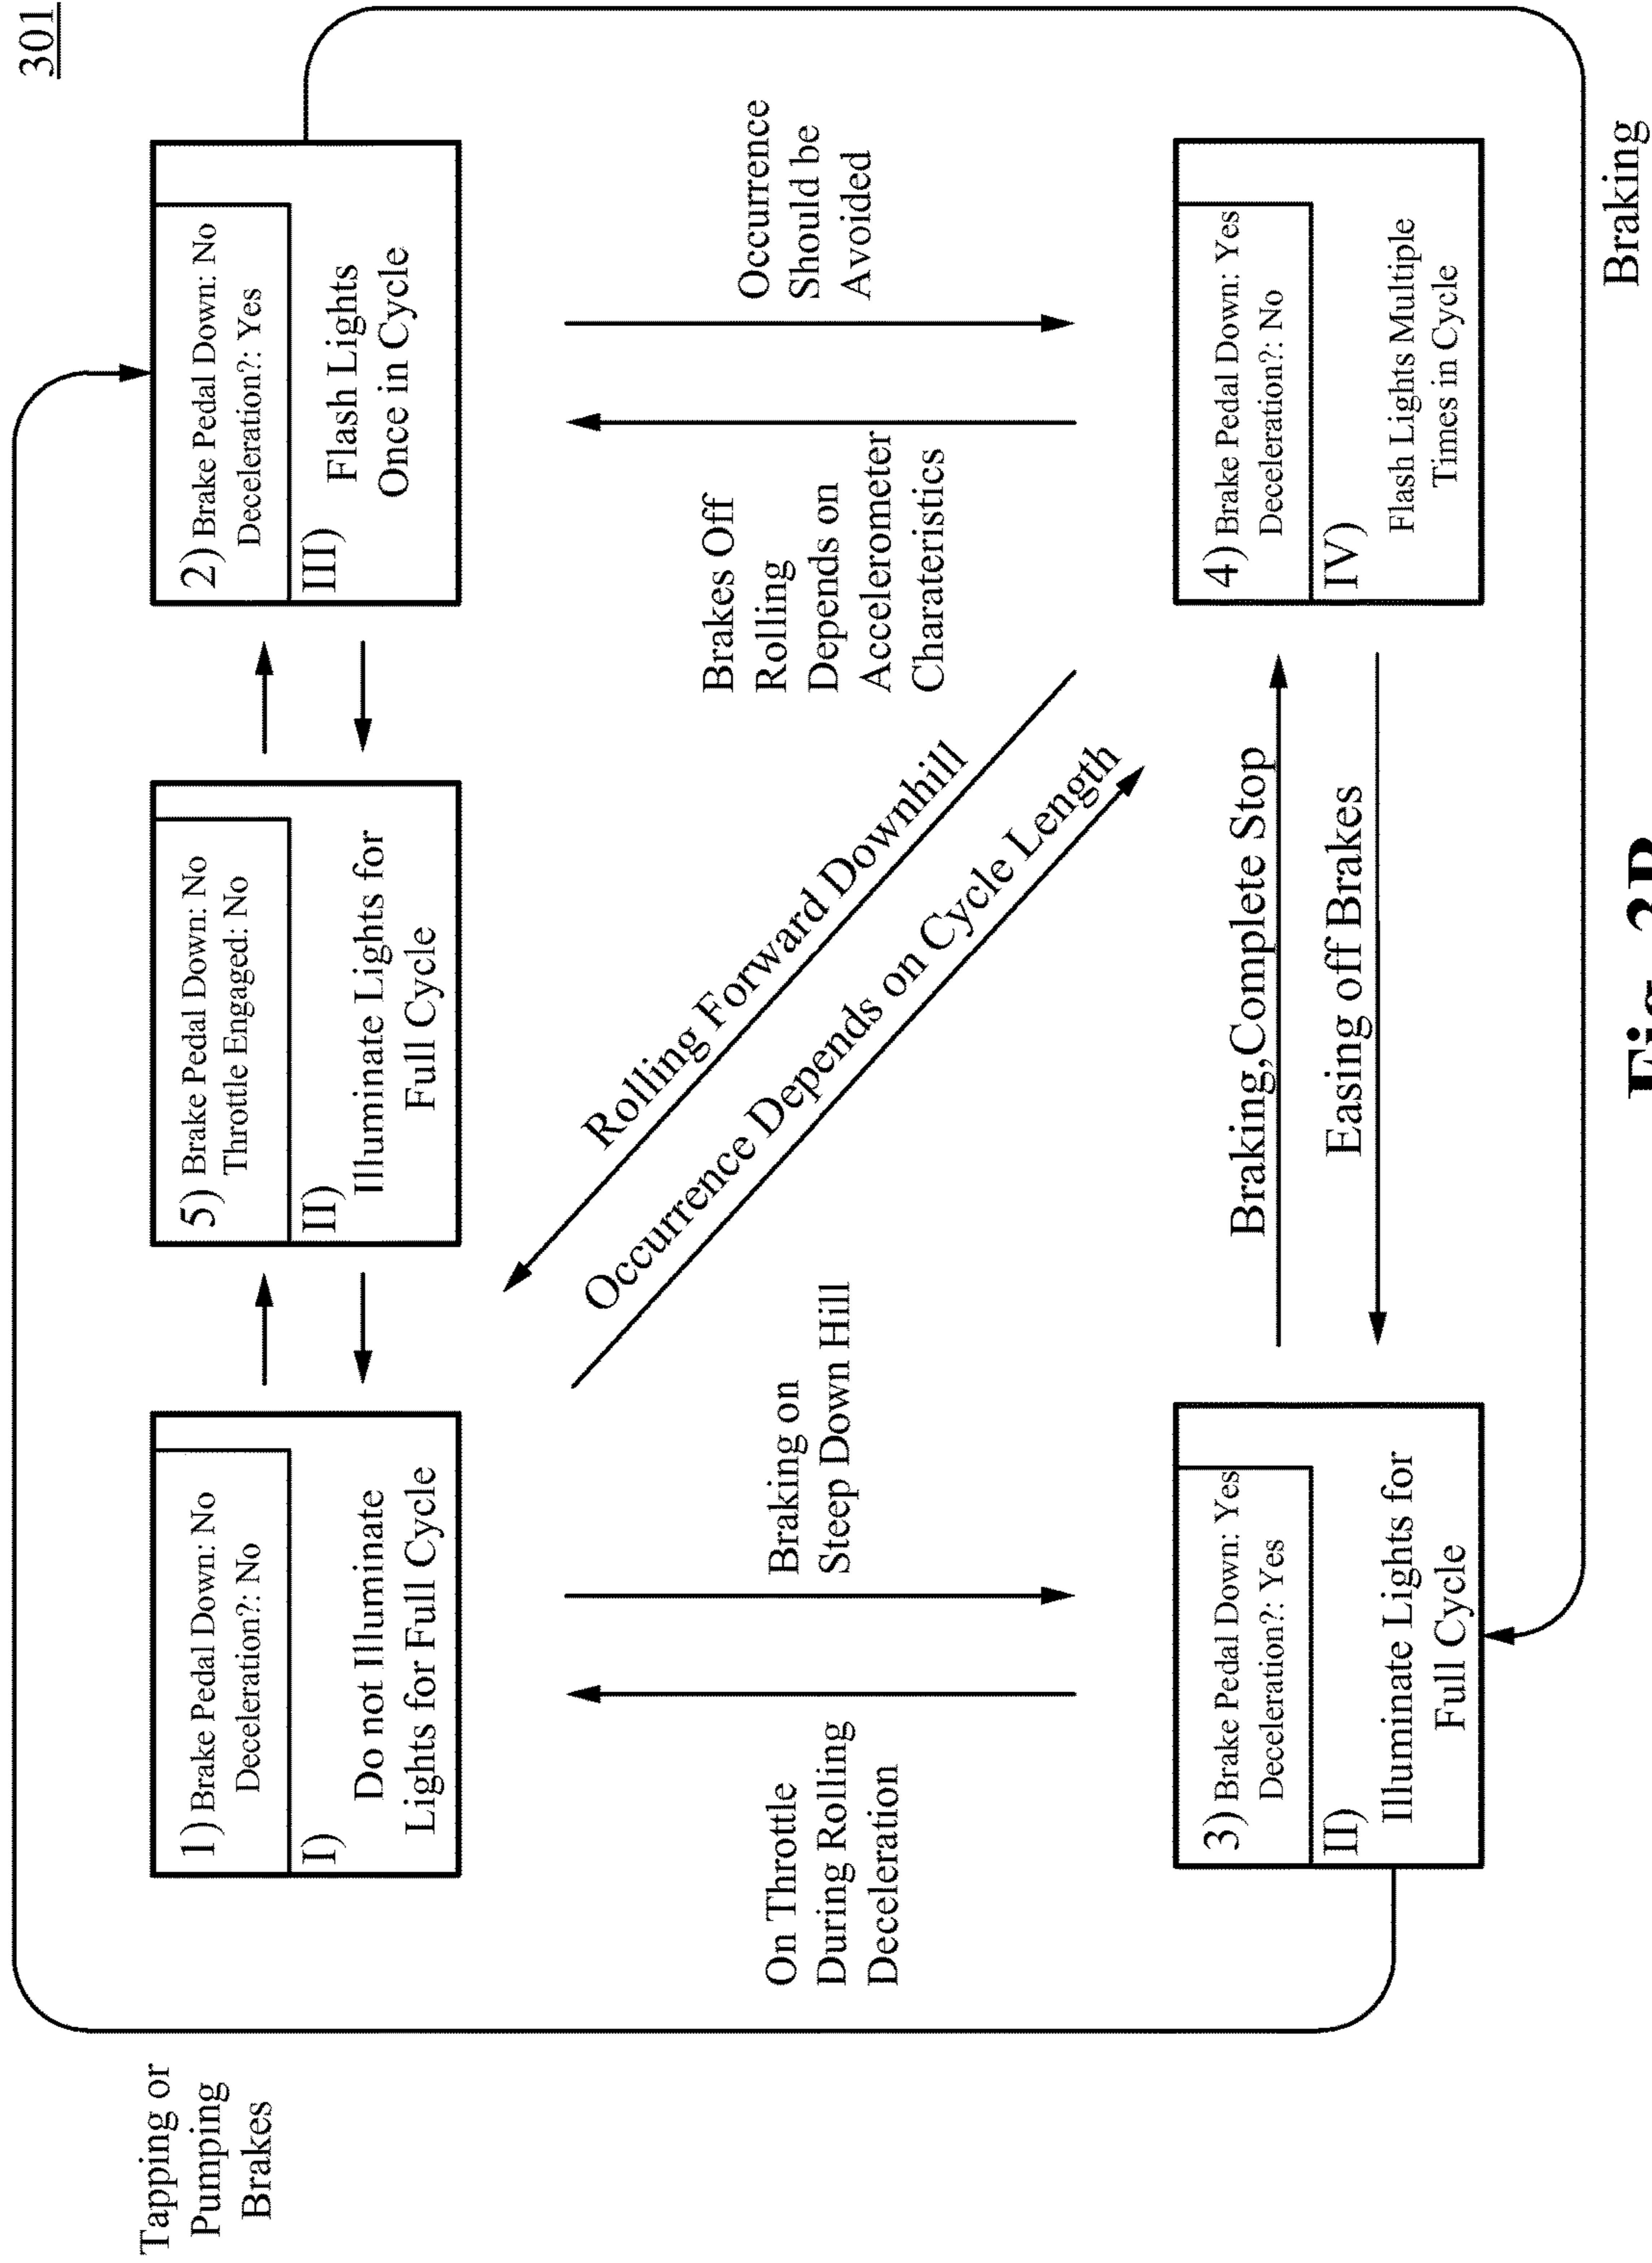 301
Tapping or
Pumping
Brakes
1) Brake Pedal Down: No
Deceleration?: No
I)
Do not Illuminate
Lights for Full Cycle
5) Brake Pedal Down: No
Throttle Engaged: No
II)
Illuminate Lights for
Full Cycle
2) Brake Pedal Down: No
Deceleration?: Yes
III)
Flash Lights
Once in Cycle
On Throttle
During Rolling
Deceleration
Braking on
Steep Down Hill
Rolling Forward Downhill
Occurrence Depends on Cycle Length
Brakes Off
Rolling
Depends on
Accelerometer
Charateristics
Occurrence
Should be
Avoided
3) Brake Pedal Down: Yes
Deceleration?: Yes
II)
Illuminate Lights for
Full Cycle
Braking,Complete Stop
Easing off Brakes
4) Brake Pedal Down: Yes
Deceleration?: No
IV)
Flash Lights Multiple
Times in Cycle
Braking